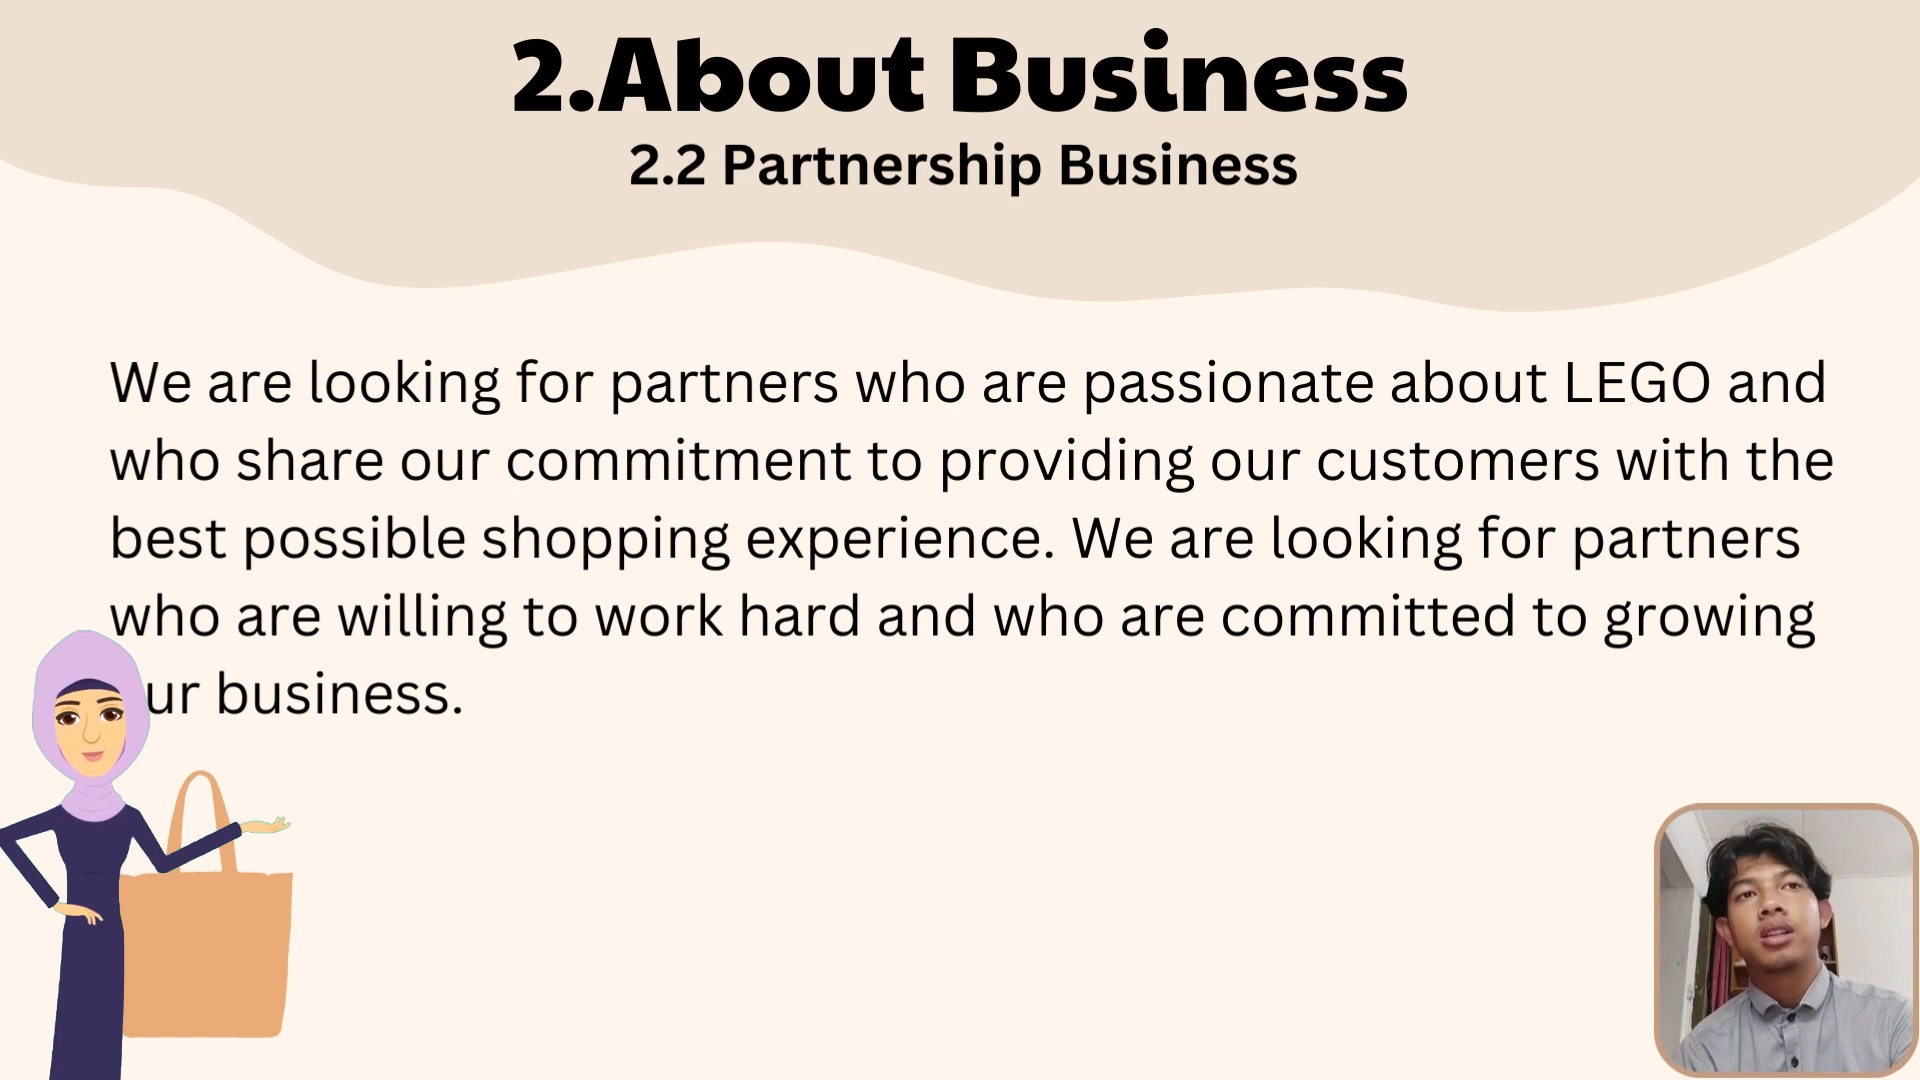 2.About Business
2.2 Partnership Business
We are looking for partners who are passionate about LEGO and
who share our commitment to providing our customers with the
best possible shopping experience. We are looking for partners
who are willing to work hard and who are committed to growing
ur business.